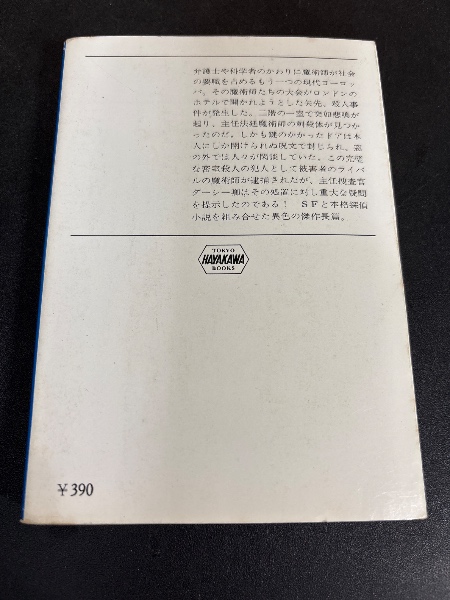 弁護士や科学者のかわりに魔術師が社会
の要職を占めるもう一つの現代ヨーロッ
パ。その魔術師たちの大会がロンドンの
ホテルで開かれようとした矢先、殺人事
件が発生した。二階の一室で突如悲鳴が
起り、主任法廷魔術師の刺殺体が見つか
ったのだ。しかも鍵のかかったドアは本
人にしか開けられぬ呪文で封じられ、窓
の外では人々が閑談していた。この完璧
な密室殺人の犯人として被害者のライバ
ルの魔術師が逮捕されたが、主任捜査官
ダーシー卿はその処置に対し重大な疑問
を提示したのである！ SFと本格探偵
小説を組み合せた異色の傑作長篇。
TOKYO
HAYAKAWA
BOOKS
￥390